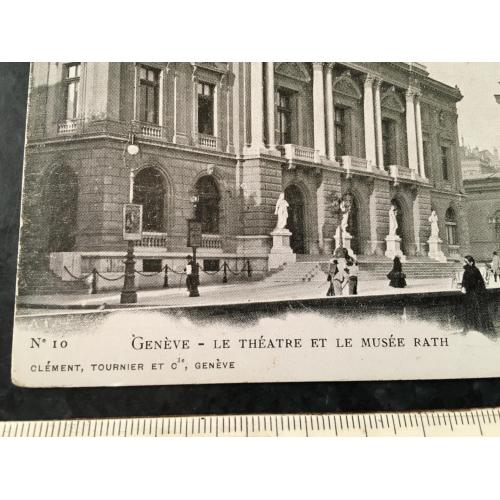 N° 10 GENÈVE - LE THÉATRE ET LE MUSÉE RATH
CLÉMENT, TOURNIER ET Cie, GENÈVE